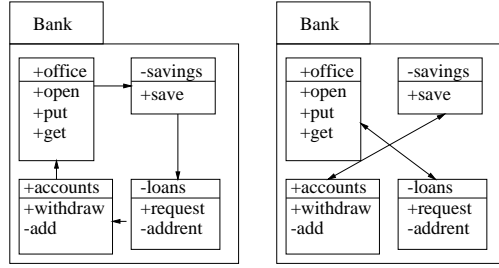 Bank
+office
+open
+put
+get
-savings
+save
+accounts
+withdraw
-add
-loans
+request
-addrent
Bank
+office
+open
+put
+get
-savings
+save
+accounts
+withdraw
-add
-loans
+request
-addrent